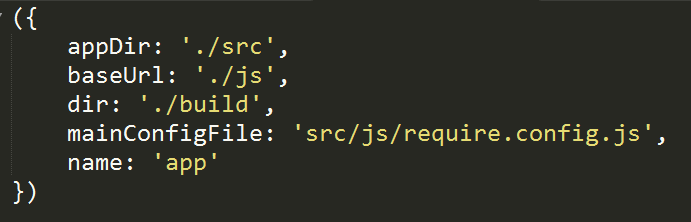 ({
appDir: './src',
baseUrl: './js',
dir: './build',
mainConfigFile: 'src/js/require.config.js',
name: 'app'
})